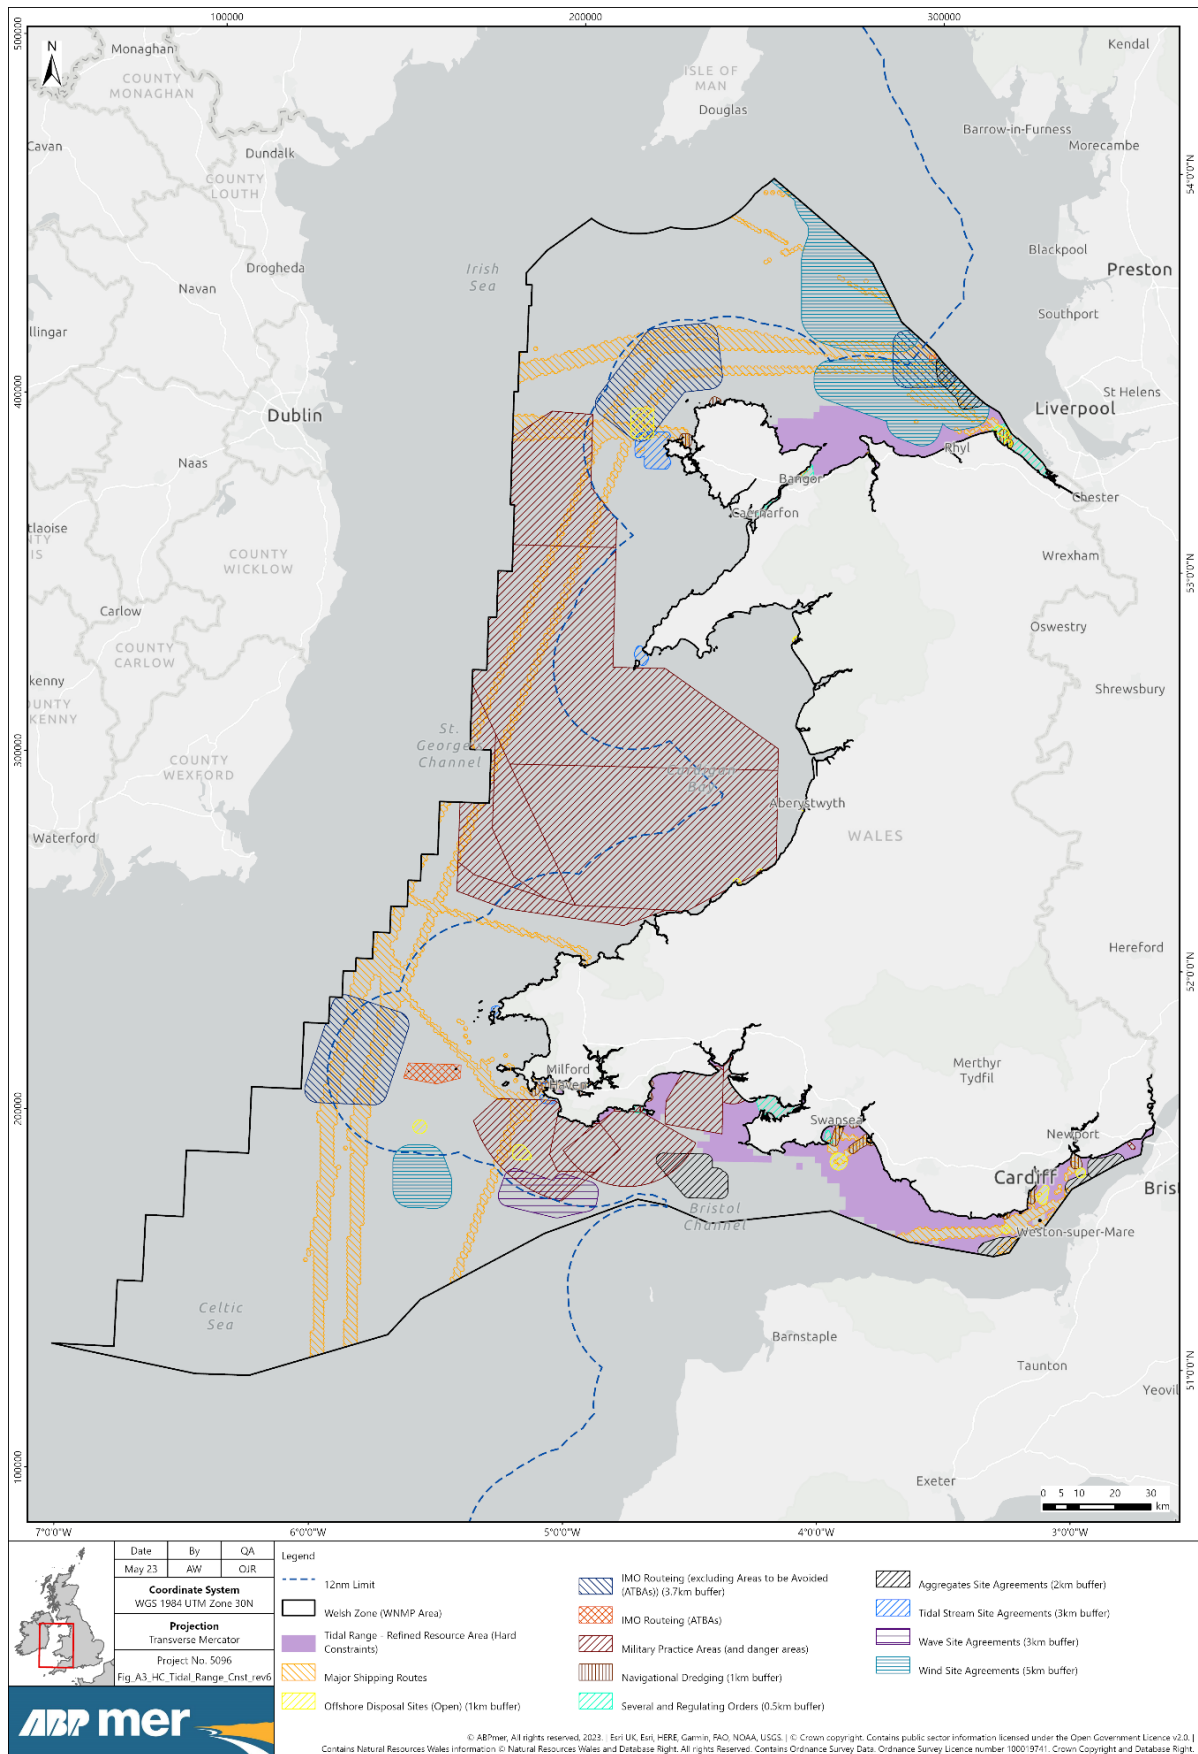 100000
200000
300000
500000
400000
300000
200000
100000
54°0'0"N
53°0'0"N
52°0'0"N
51°0'0"N
N
Monaghan
COUNTY
MONAGHAN
Cavan
Dundalk
COUNTY
LOUTH
ISLE OF
MAN
Douglas
Kendal
Barrow-in-Furness
Morecambe
Irish
Sea
Drogheda
Navan
llingar
Blackpool
Preston
Southport
St Helens
Liverpool
Dublin
Naas
Rhyl
Bangor
Chester
Caernarfon
tlaoise
NTY
IS
COUNTY
WICKLOW
Wrexham
Carlow
COUNTY
CARLOW
Oswestry
kenny
OUNTY
KENNY
Shrewsbury
St.
George's
Channel
COUNTY
WEXFORD
Cardigan
Bay
Aberystwyth
WALES
Waterford
Hereford
Milford
Haven
Merthyr
Tydfil
Swansea
Newport
Cardiff
Bris
Bristol
Channel
Weston-super-Mare
Celtic
Sea
Barnstaple
Taunton
Yeovil
Exeter
0 5 10 20 30
km
7°0'0"W 6°0'0"W 5°0'0"W 4°0'0"W 3°0'0"W
Date By QA
May 23 AW OJR
Coordinate System
WGS 1984 UTM Zone 30N
Projection
Transverse Mercator
Project No. 5096
Fig_A3_HC_Tidal_Range_Cnst_rev6
ABPmer
Legend
12nm Limit
Welsh Zone (WNMP Area)
Tidal Range - Refined Resource Area (Hard
Constraints)
Major Shipping Routes
Offshore Disposal Sites (Open) (1km buffer)
IMO Routeing (excluding Areas to be Avoided
(ATBAs)) (3.7km buffer)
IMO Routeing (ATBAs)
Military Practice Areas (and danger areas)
Navigational Dredging (1km buffer)
Several and Regulating Orders (0.5km buffer)
Aggregates Site Agreements (2km buffer)
Tidal Stream Site Agreements (3km buffer)
Wave Site Agreements (3km buffer)
Wind Site Agreements (5km buffer)
© ABPmer, All rights reserved, 2023. | Esri UK, Esri, HERE, Garmin, FAO, NOAA, USGS. | © Crown copyright. Contains public sector information licensed under the Open Government Licence v2.0. |
Contains Natural Resources Wales information © Natural Resources Wales and Database Right. All rights Reserved. Contains Ordnance Survey Data. Ordnance Survey Licence number 100019741. Crown Copyright and Database Right.